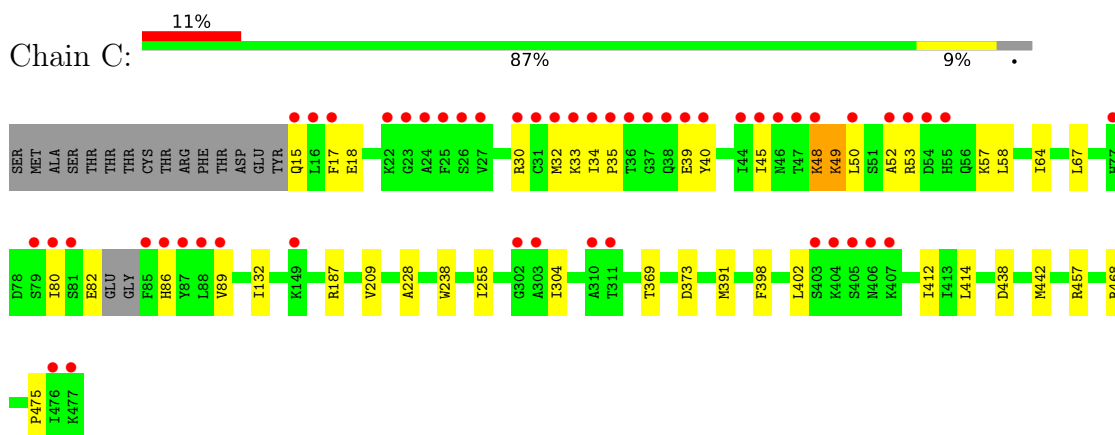 11%
Chain C:
87% 9% •
SER MET ALA SER THR THR THR CYS THR ARG PHE THR ASP GLU TYR Q15 L16 F17 E18 K22 G23 A24 F25 S26 V27 R30 C31 M32 K33 I34 P35 T36 G37 Q38 E39 Y40 I44 I45 N46 T47 K48 K49 L50 S51 A52 R53 D54 H55 Q56 K57 L58 I64 L67 H77
D78 S79 I80 S81 E82 GLU GLY F85 H86 Y87 L88 V89 I132 K149 R187 V209 A228 W238 I255 G302 A303 I304 A310 T311 T369 D373 M391 F398 L402 S403 K404 S405 N406 K407 I412 I413 L414 D438 M442 R457
P475 I476 K477